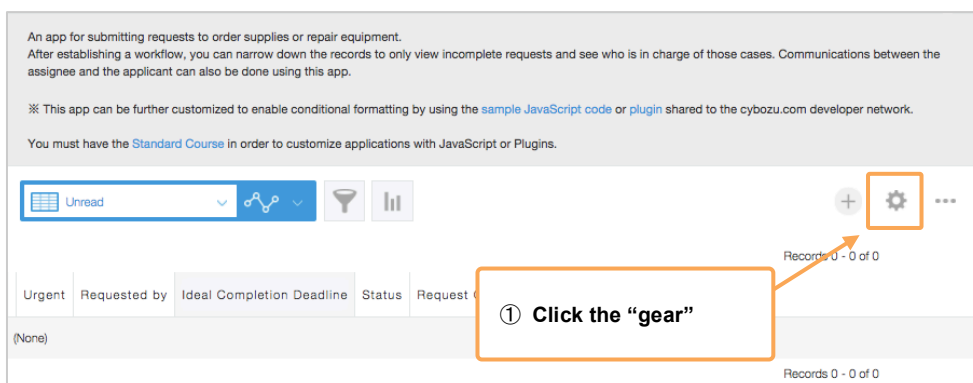 An app for submitting requests to order supplies or repair equipment.
After establishing a workflow, you can narrow down the records to only view incomplete requests and see who is in charge of those cases. Communications between the
assignee and the applicant can also be done using this app.
※ This app can be further customized to enable conditional formatting by using the sample JavaScript code or plugin shared to the cybozu.com developer network.
You must have the Standard Course in order to customize applications with JavaScript or Plugins.
Unread
Records 0 - 0 of 0
Urgent Requested by Ideal Completion Deadline Status Request
① Click the “gear”
(None)
Records 0 - 0 of 0